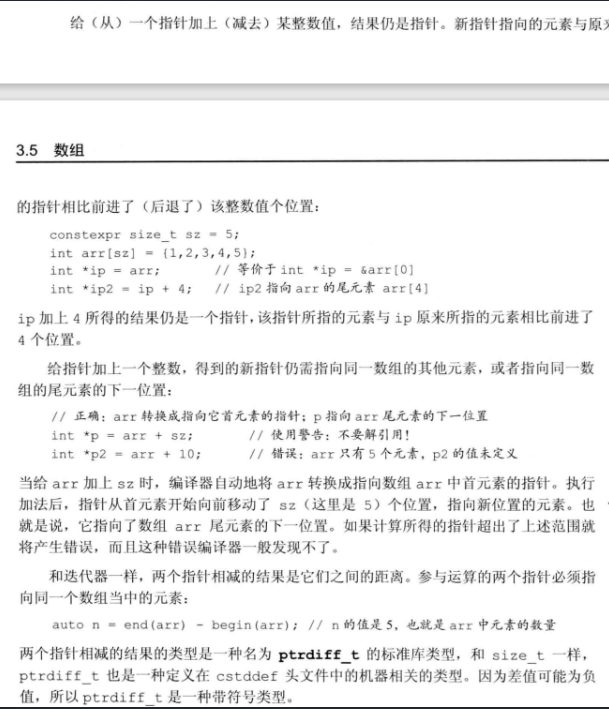 给（从）一个指针加上（减去）某整数值，结果仍是指针。新指针指向的元素与原来
3.5 数组
的指针相比前进了（后退了）该整数值个位置：
constexpr size_t sz = 5;
int arr[sz] = {1,2,3,4,5};
int *ip = arr; // 等价于 int *ip = &arr[0]
int *ip2 = ip + 4; // ip2 指向 arr 的尾元素 arr[4]
ip 加上 4 所得的结果仍是一个指针，该指针所指的元素与 ip 原来所指的元素相比前进了
4 个位置。
给指针加上一个整数，得到的新指针仍需指向同一数组的其他元素，或者指向同一数
组的尾元素的下一位置：
// 正确：arr 转换成指向它首元素的指针；p 指向 arr 尾元素的下一位置
int *p = arr + sz; // 使用警告：不要解引用！
int *p2 = arr + 10; // 错误：arr 只有 5 个元素，p2 的值未定义
当给 arr 加上 sz 时，编译器自动地将 arr 转换成指向数组 arr 中首元素的指针。执行
加法后，指针从首元素开始向前移动了 sz（这里是 5）个位置，指向新位置的元素。也
就是说，它指向了数组 arr 尾元素的下一位置。如果计算所得的指针超出了上述范围就
将产生错误，而且这种错误编译器一般发现不了。
和迭代器一样，两个指针相减的结果是它们之间的距离。参与运算的两个指针必须指
向同一个数组当中的元素：
auto n = end(arr) - begin(arr); // n 的值是 5，也就是 arr 中元素的数量
两个指针相减的结果的类型是一种名为 ptrdiff_t 的标准库类型，和 size_t 一样，
ptrdiff_t 也是一种定义在 cstddef 头文件中的机器相关的类型。因为差值可能为负
值，所以 ptrdiff_t 是一种带符号类型。